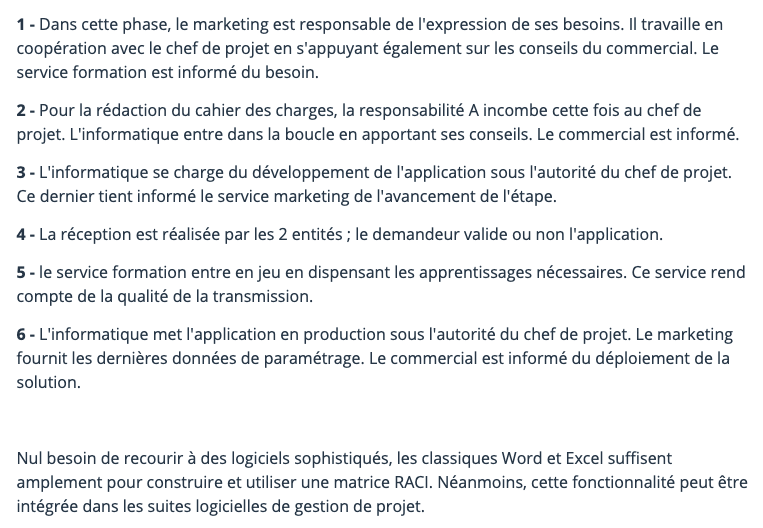 1 - Dans cette phase, le marketing est responsable de l'expression de ses besoins. Il travaille en
coopération avec le chef de projet en s'appuyant également sur les conseils du commercial. Le
service formation est informé du besoin.
2 - Pour la rédaction du cahier des charges, la responsabilité A incombe cette fois au chef de
projet. L'informatique entre dans la boucle en apportant ses conseils. Le commercial est informé.
3 - L'informatique se charge du développement de l'application sous l'autorité du chef de projet.
Ce dernier tient informé le service marketing de l'avancement de l'étape.
4 - La réception est réalisée par les 2 entités ; le demandeur valide ou non l'application.
5 - le service formation entre en jeu en dispensant les apprentissages nécessaires. Ce service rend
compte de la qualité de la transmission.
6 - L'informatique met l'application en production sous l'autorité du chef de projet. Le marketing
fournit les dernières données de paramétrage. Le commercial est informé du déploiement de la
solution.
Nul besoin de recourir à des logiciels sophistiqués, les classiques Word et Excel suffisent
amplement pour construire et utiliser une matrice RACI. Néanmoins, cette fonctionnalité peut être
intégrée dans les suites logicielles de gestion de projet.